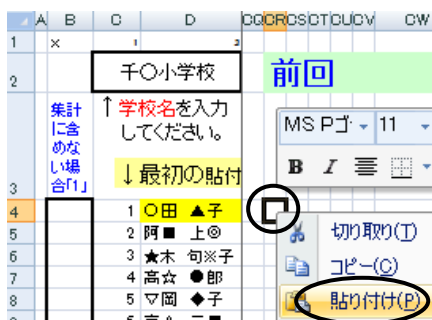 A B C D CQ CR CS CT CU CV CW
1 × 1 2
2 千○小学校 前回
集計に含めない場合「1」
↑学校名を入力してください。
↓最初の貼付
3
MS Pゴ 11
B I
4 1 ○田 ▲子
5 2 阿■ 上◎
6 3 ★木 句※子
7 4 高☆ ●郎
8 5 ▽岡 ◆子
切り取り(T)
コピー(C)
貼り付け(P)